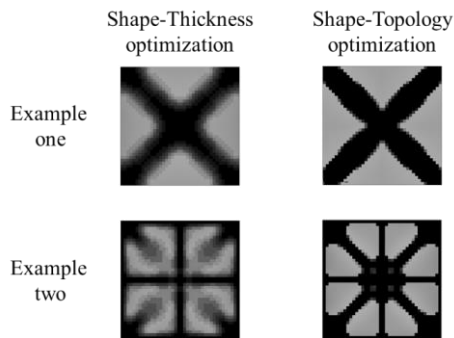 Shape-Thickness
optimization
Shape-Topology
optimization
Example
one
Example
two